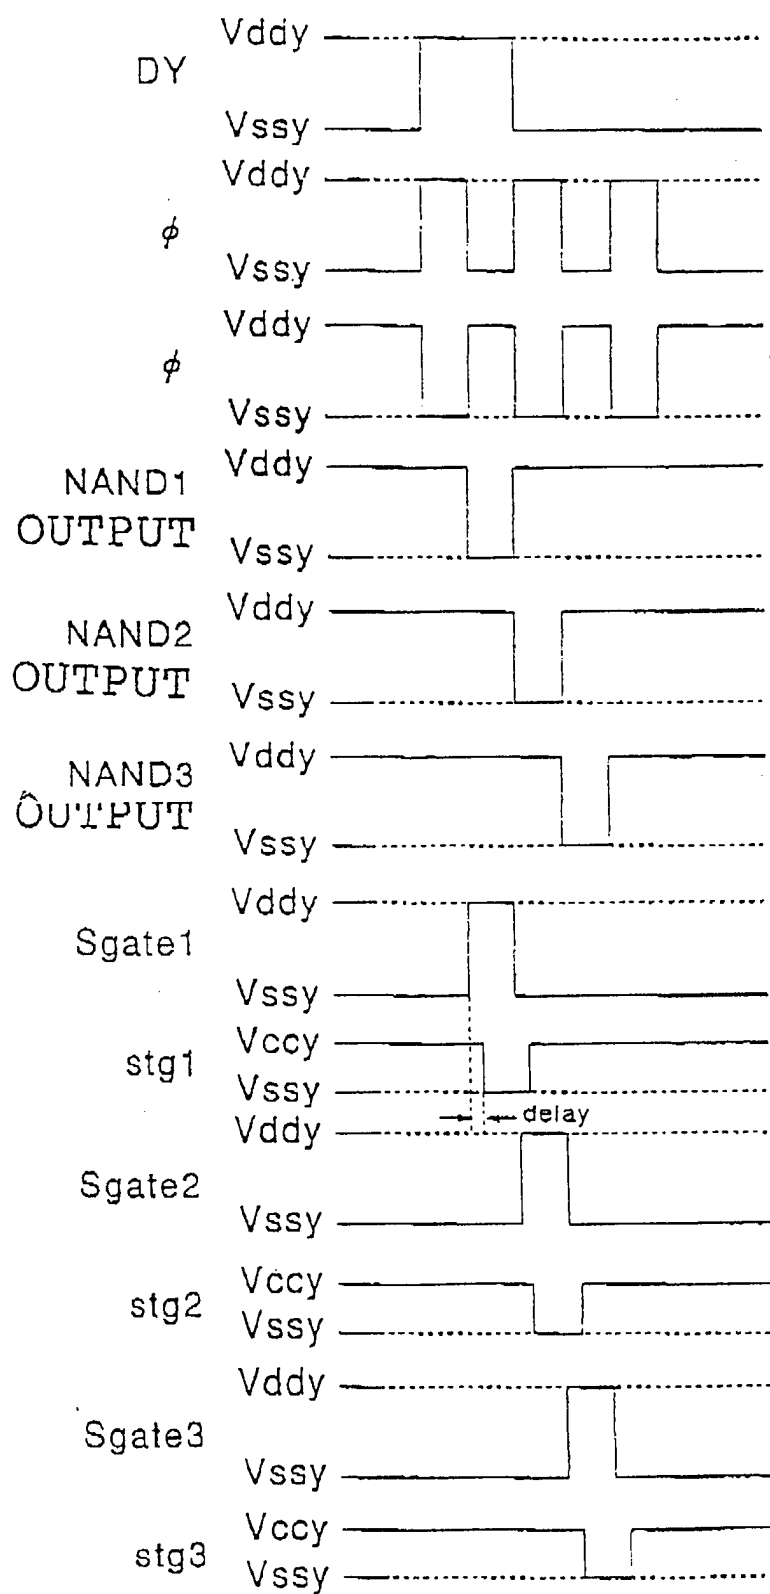 Vddy
DY
Vssy
Vddy
ϕ
Vssy
Vddy
ϕ
Vssy
Vddy
NAND1
OUTPUT
Vssy
Vddy
NAND2
OUTPUT
Vssy
Vddy
NAND3
OUTPUT
Vssy
Vddy
Sgate1
Vssy
Vccy
stg1
Vssy
delay
Vddy
Sgate2
Vssy
Vccy
stg2
Vssy
Vddy
Sgate3
Vssy
Vccy
stg3
Vssy